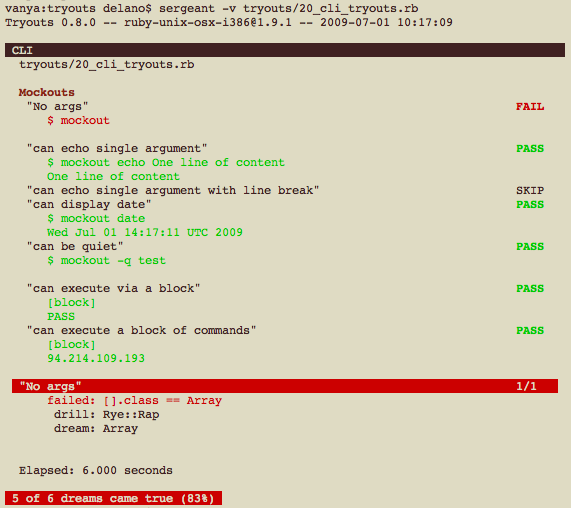 vanya:tryouts delano$ sergeant -v tryouts/20_cli_tryouts.rb
Tryouts 0.8.0 -- ruby-unix-osx-i386@1.9.1 -- 2009-07-01 10:17:09
CLI
tryouts/20_cli_tryouts.rb
Mockouts
"No args" FAIL
$ mockout
"can echo single argument" PASS
$ mockout echo One line of content
One line of content
"can echo single argument with line break" SKIP
"can display date" PASS
$ mockout date
Wed Jul 01 14:17:11 UTC 2009
"can be quiet" PASS
$ mockout -q test
"can execute via a block" PASS
[block]
PASS
"can execute a block of commands" PASS
[block]
94.214.109.193
"No args" 1/1
failed: [].class == Array
drill: Rye::Rap
dream: Array
Elapsed: 6.000 seconds
5 of 6 dreams came true (83%)